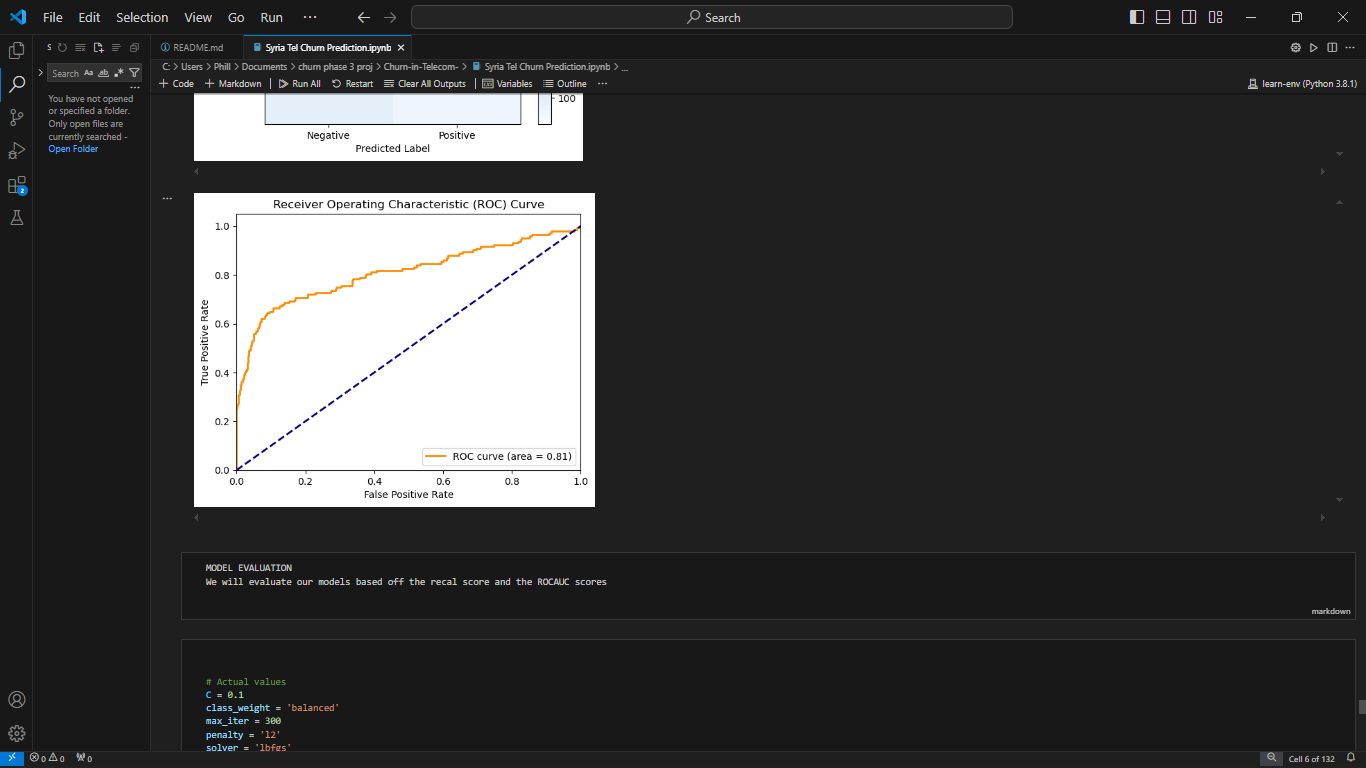 File Edit Selection View Go Run ··· Search
S
README.md Syria Tel Churn Prediction.ipynb
C: > Users > Phill > Documents > churn phase 3 proj > Churn-in-Telecom- > Syria Tel Churn Prediction.ipynb > ...
+ Code + Markdown Run All Restart Clear All Outputs Variables Outline ··· learn-env (Python 3.8.1)
Search Aa ab .*
You have not opened
or specified a folder.
Only open files are
currently searched -
Open Folder
2
100
Negative Positive
Predicted Label
Receiver Operating Characteristic (ROC) Curve
1.0
0.8
0.6
0.4
0.2
0.0
True Positive Rate
ROC curve (area = 0.81)
0.0 0.2 0.4 0.6 0.8 1.0
False Positive Rate
MODEL EVALUATION
We will evaluate our models based off the recal score and the ROCAUC scores
markdown
# Actual values
C = 0.1
class_weight = 'balanced'
max_iter = 300
penalty = 'l2'
solver = 'lbfgs'
0 0 0 Cell 6 of 132